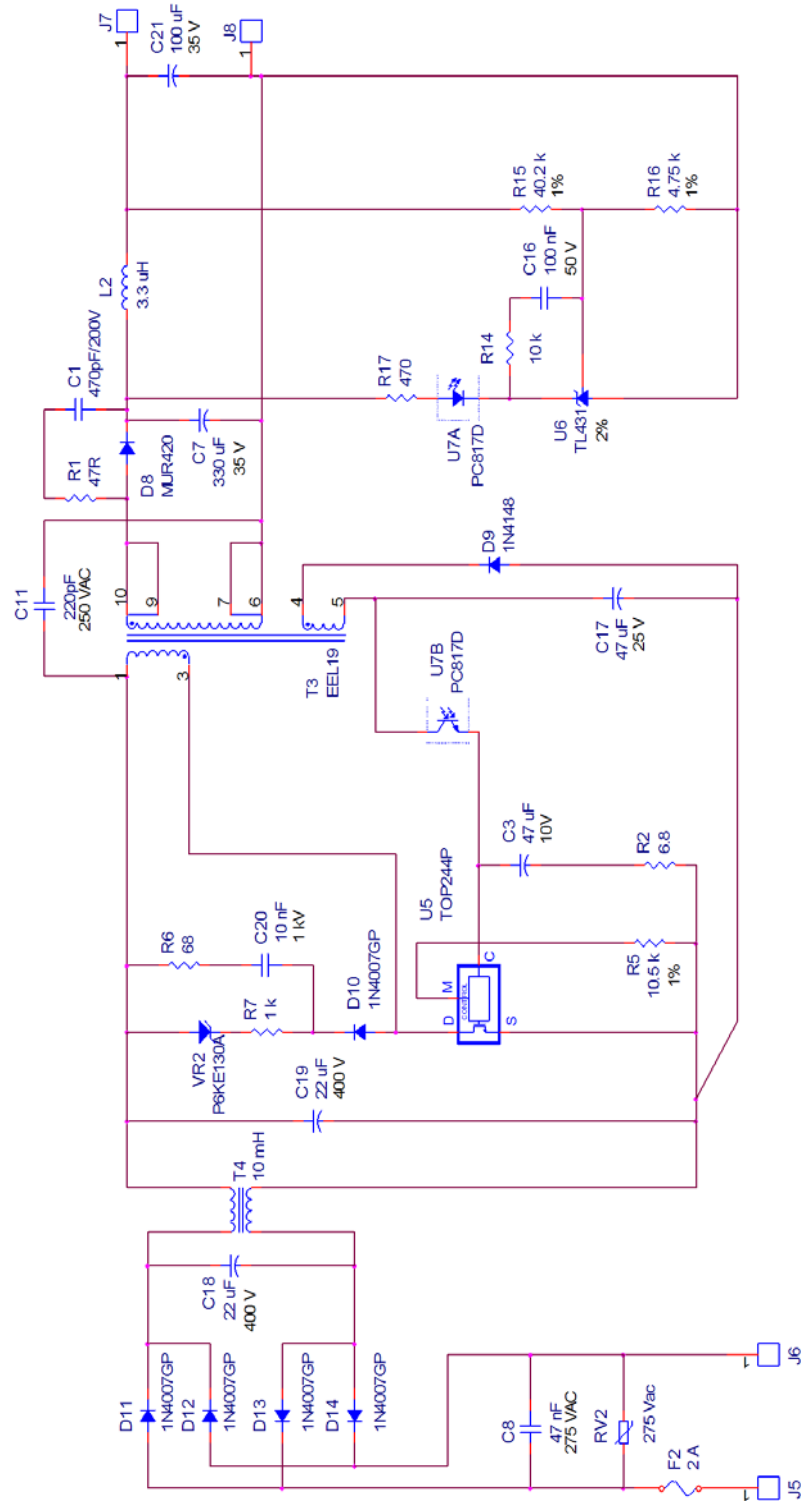 J7
1
C21
100 uF
35 V
J8
1
R15
40.2 k
1%
R16
4.75 k
1%
L2
3.3 uH
C16
100 nF
50 V
R14
10 k
C1
470pF/200V
R17
470
U7A
PC817D
U6
TL431
2%
R1
47R
D8
MUR420
C7
330 uF
35 V
C11
220pF
250 VAC
10
9
7
6
4
5
1
3
T3
EEL19
D9
1N4148
C17
47 uF
25 V
U7B
PC817D
C3
47 uF
10V
R2
6.8
U5
TOP244P
D
M
CONTROL
C
S
R5
10.5 k
1%
R6
68
C20
10 nF
1 kV
VR2
P6KE130A
R7
1 k
D10
1N4007GP
C19
22 uF
400 V
T4
10 mH
C18
22 uF
400 V
D11
1N4007GP
D12
1N4007GP
D13
1N4007GP
D14
1N4007GP
C8
47 nF
275 VAC
RV2
275 Vac
F2
2 A
J5
1
J6
1